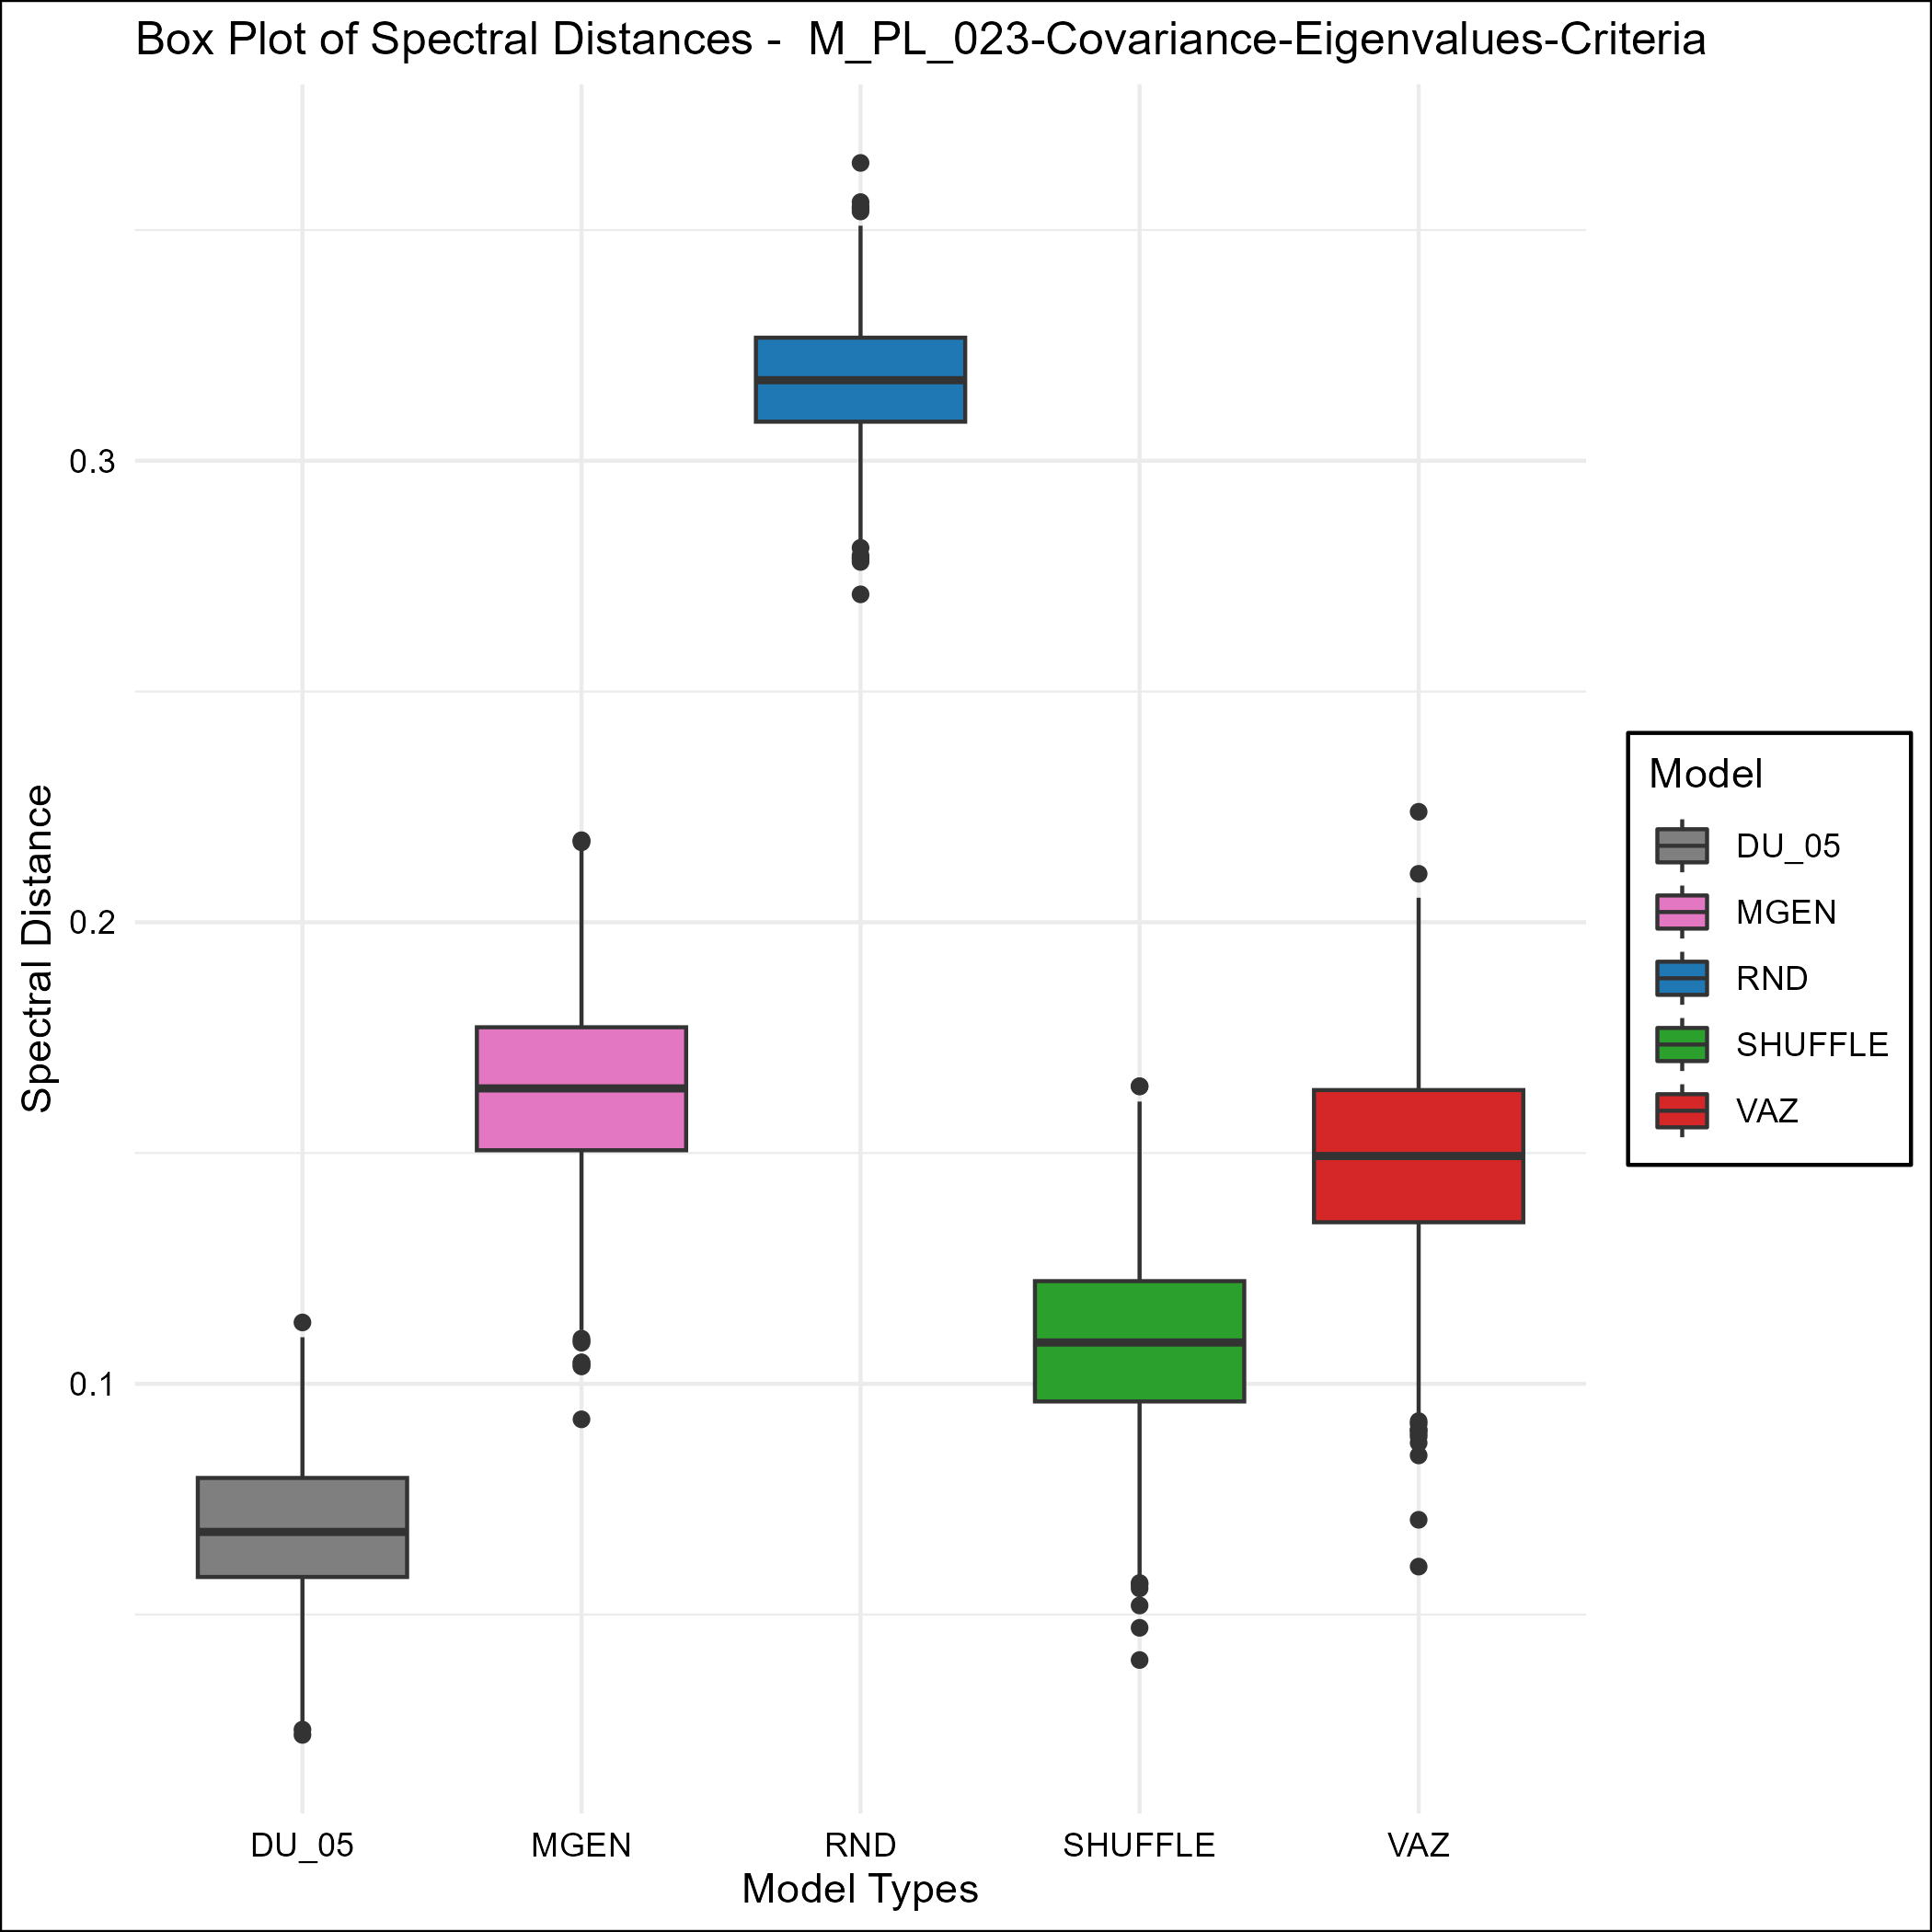 Box Plot of Spectral Distances -  M_PL_023-Covariance-Eigenvalues-Criteria
Spectral Distance
0.3
0.2
0.1
DU_05
MGEN
RND
SHUFFLE
VAZ
Model Types
Model
DU_05
MGEN
RND
SHUFFLE
VAZ